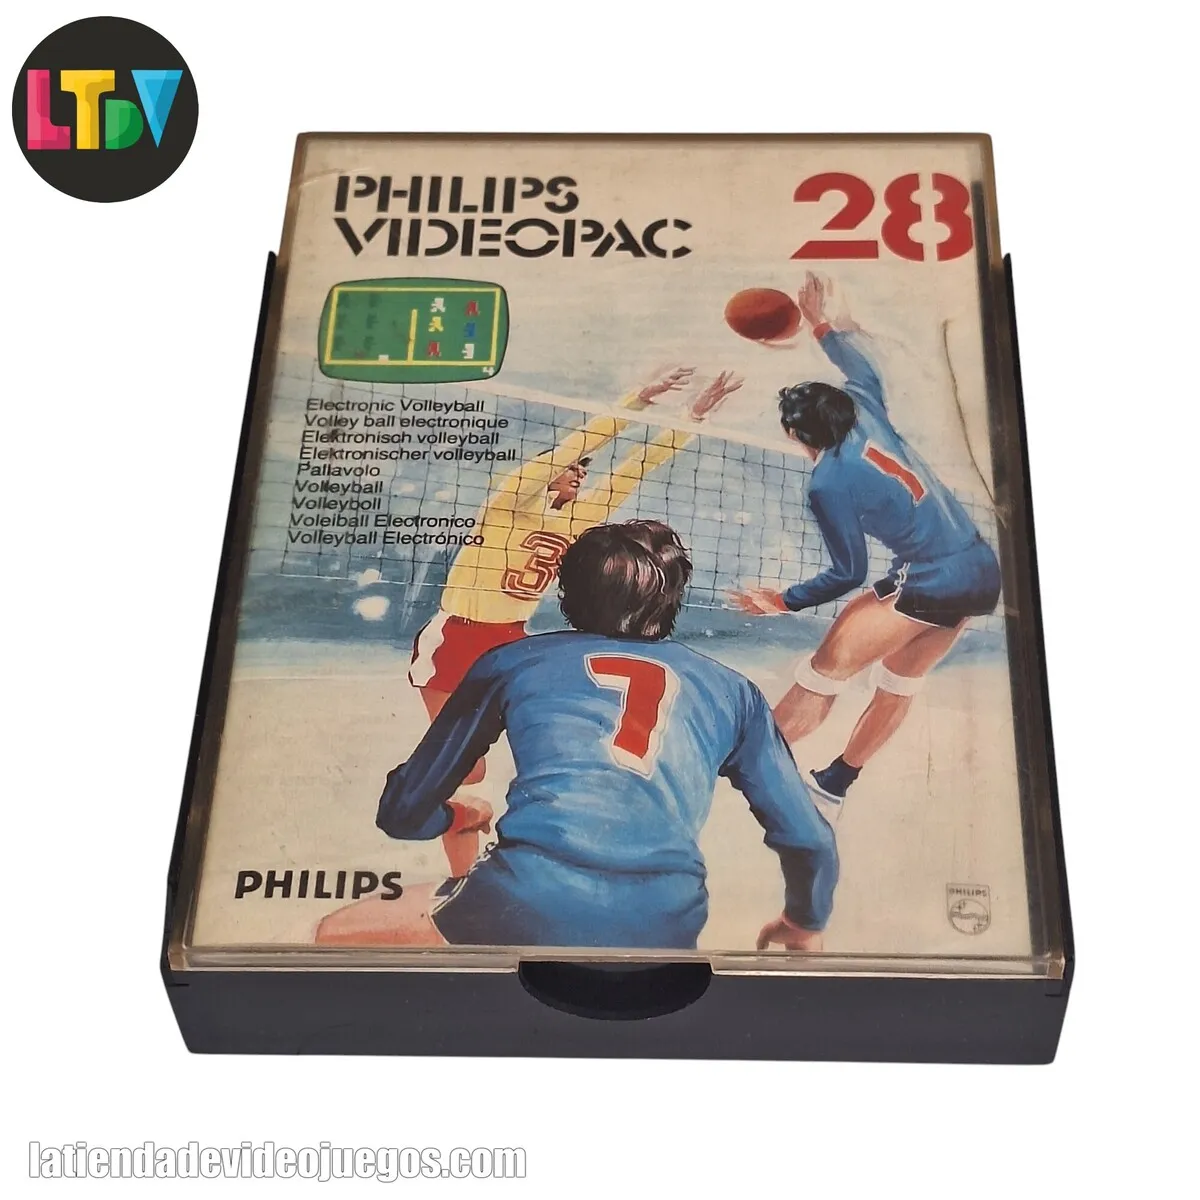 LTDV
PHILIPS
VIDEOPAC
28
4
Electronic Volleyball
Volley ball electronique
Elektronisch volleyball
Elektronischer volleyball
Pallavolo
Volleyball
Volleyboll
Voleiball Electronico
Volleyball Electrónico
1
3
7
PHILIPS
PHILIPS
latiendadevideojuegos.com